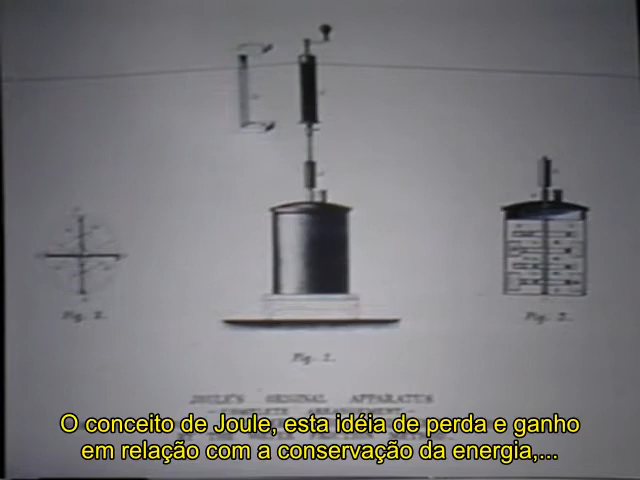 Fig. 2.
Fig. 3.
Fig. 1.
JOULE'S ORIGINAL APPARATUS
O conceito de Joule, esta idéia de perda e ganho
em relação com a conservação da energia,...